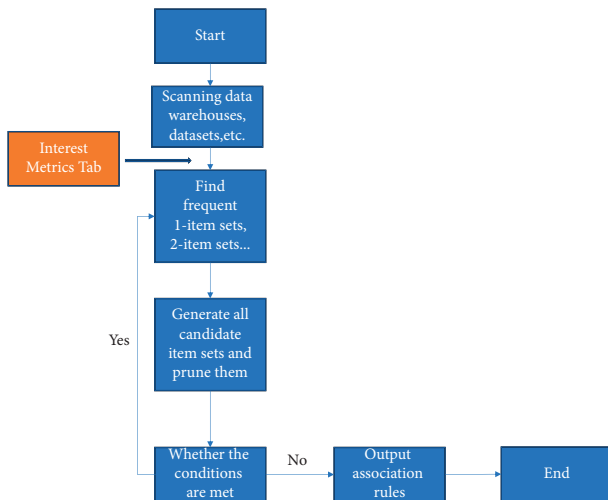 Start
Scanning data
warehouses,
datasets,etc.
Interest
Metrics Tab
Find
frequent
1-item sets,
2-item sets...
Generate all
candidate
item sets and
prune them
Yes
Whether the
conditions
are met
No
Output
association
rules
End